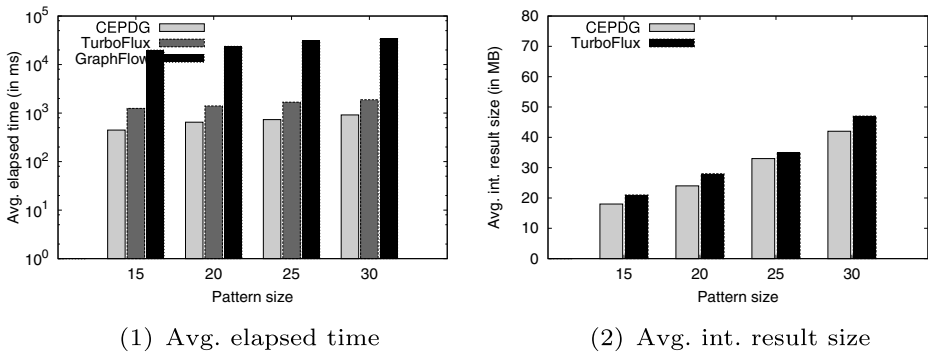 CEPDG
TurboFlux
GraphFlow
10^5
10^4
10^3
10^2
10^1
10^0
Avg. elapsed time (in ms)
15 20 25 30
Pattern size
(1) Avg. elapsed time
CEPDG
TurboFlux
80
70
60
50
40
30
20
10
0
Avg. int. result size (in MB)
15 20 25 30
Pattern size
(2) Avg. int. result size